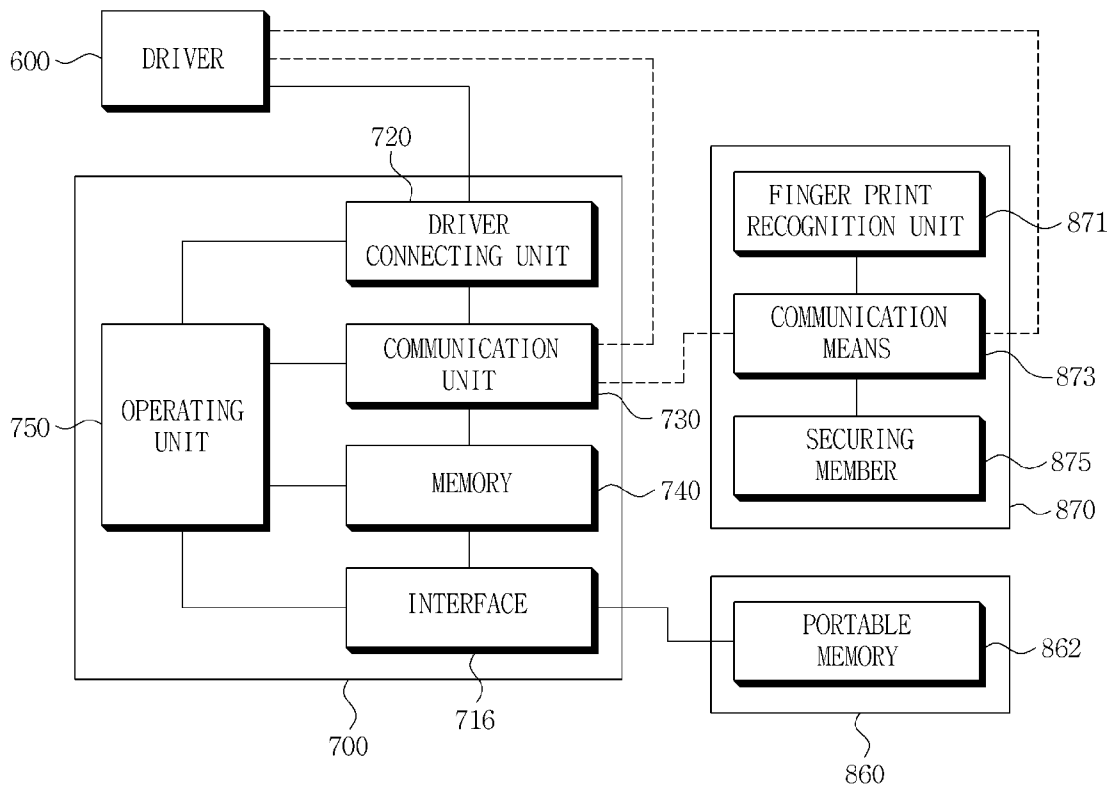 DRIVER
600
720
DRIVER
CONNECTING UNIT
FINGER PRINT
RECOGNITION UNIT
871
COMMUNICATION
UNIT
730
COMMUNICATION
MEANS
873
750
OPERATING
UNIT
MEMORY
740
SECURING
MEMBER
875
870
INTERFACE
716
700
PORTABLE
MEMORY
862
860